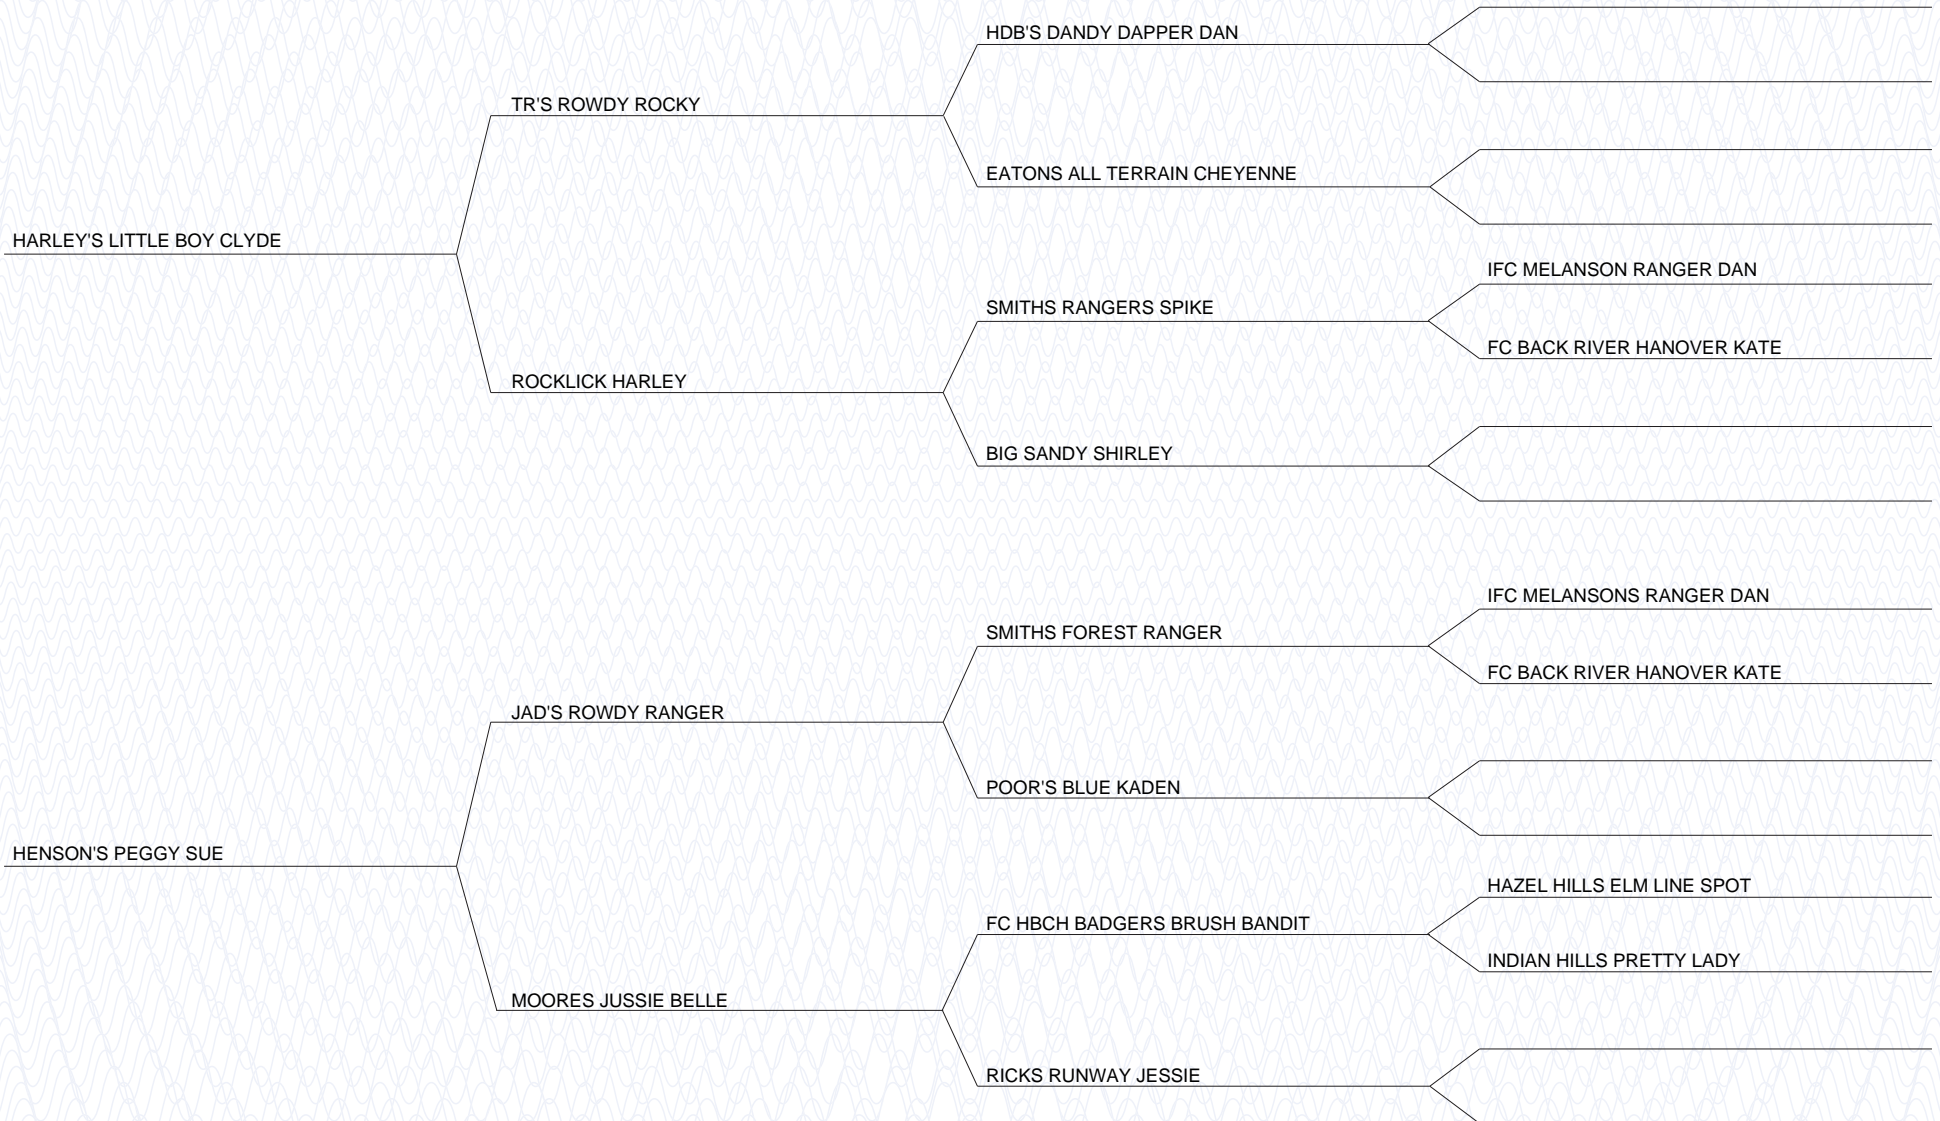 HDB'S DANDY DAPPER DAN
TR'S ROWDY ROCKY
EATONS ALL TERRAIN CHEYENNE
HARLEY'S LITTLE BOY CLYDE
IFC MELANSON RANGER DAN
SMITHS RANGERS SPIKE
FC BACK RIVER HANOVER KATE
ROCKLICK HARLEY
BIG SANDY SHIRLEY
IFC MELANSONS RANGER DAN
SMITHS FOREST RANGER
FC BACK RIVER HANOVER KATE
JAD'S ROWDY RANGER
POOR'S BLUE KADEN
HENSON'S PEGGY SUE
HAZEL HILLS ELM LINE SPOT
FC HBCH BADGERS BRUSH BANDIT
INDIAN HILLS PRETTY LADY
MOORES JUSSIE BELLE
RICKS RUNWAY JESSIE